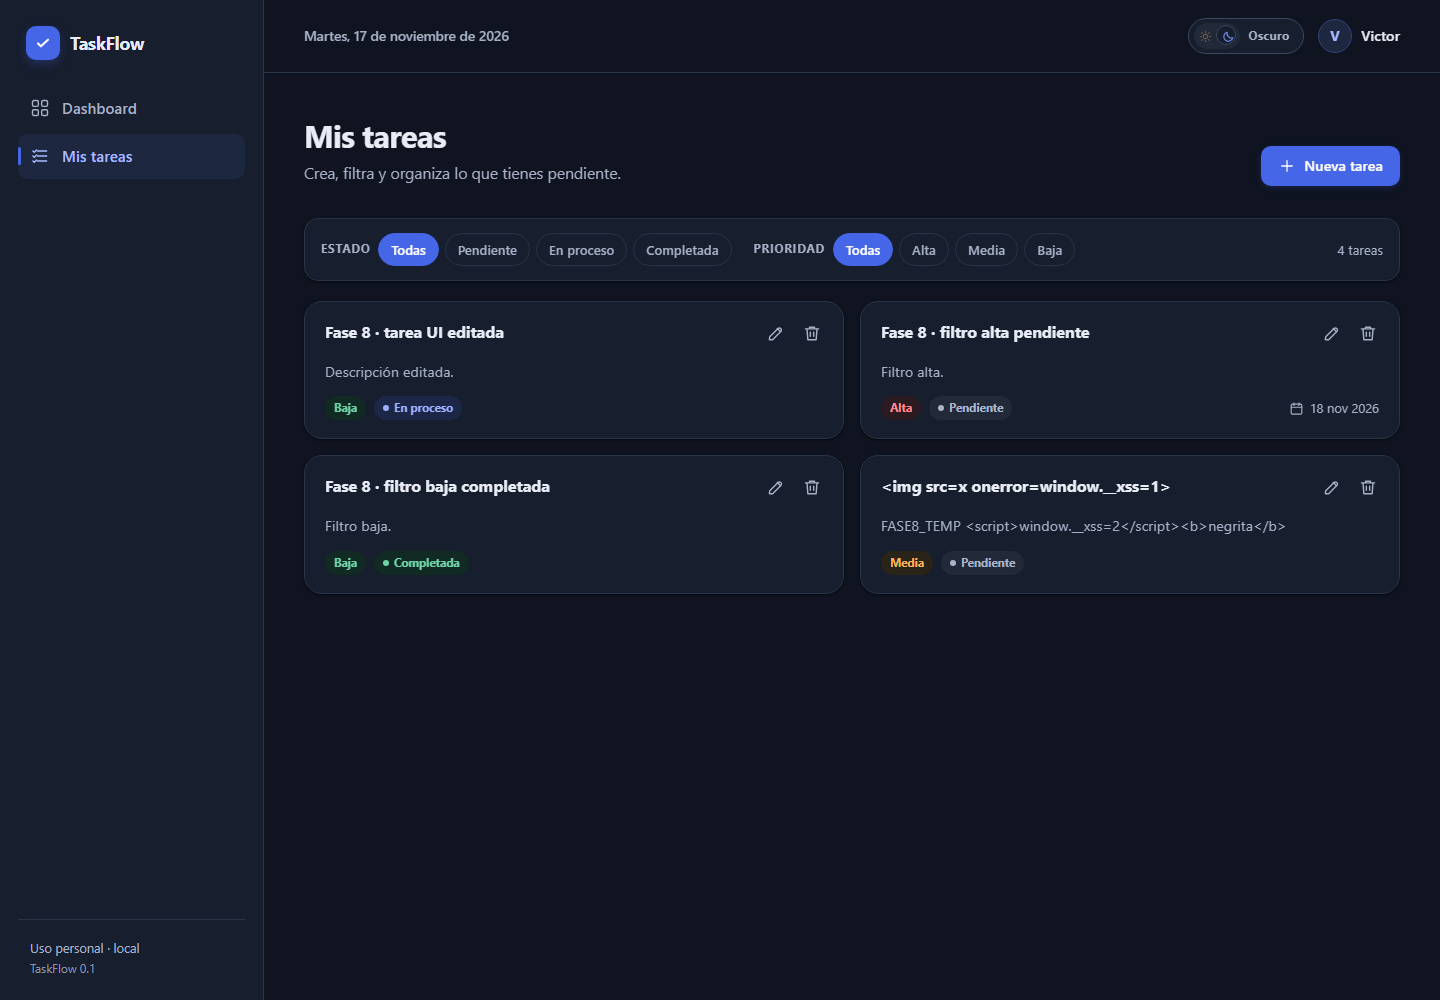 TaskFlow
Dashboard
Mis tareas
Uso personal · local
TaskFlow 0.1
Martes, 17 de noviembre de 2026
Oscuro
V
Victor
Mis tareas
Crea, filtra y organiza lo que tienes pendiente.
Nueva tarea
ESTADO Todas Pendiente En proceso Completada PRIORIDAD Todas Alta Media Baja 4 tareas
Fase 8 · tarea UI editada
Descripción editada.
Baja En proceso
Fase 8 · filtro alta pendiente
Filtro alta.
Alta Pendiente 18 nov 2026
Fase 8 · filtro baja completada
Filtro baja.
Baja Completada
<img src=x onerror=window.__xss=1>
FASE8_TEMP <script>window.__xss=2</script><b>negrita</b>
Media Pendiente